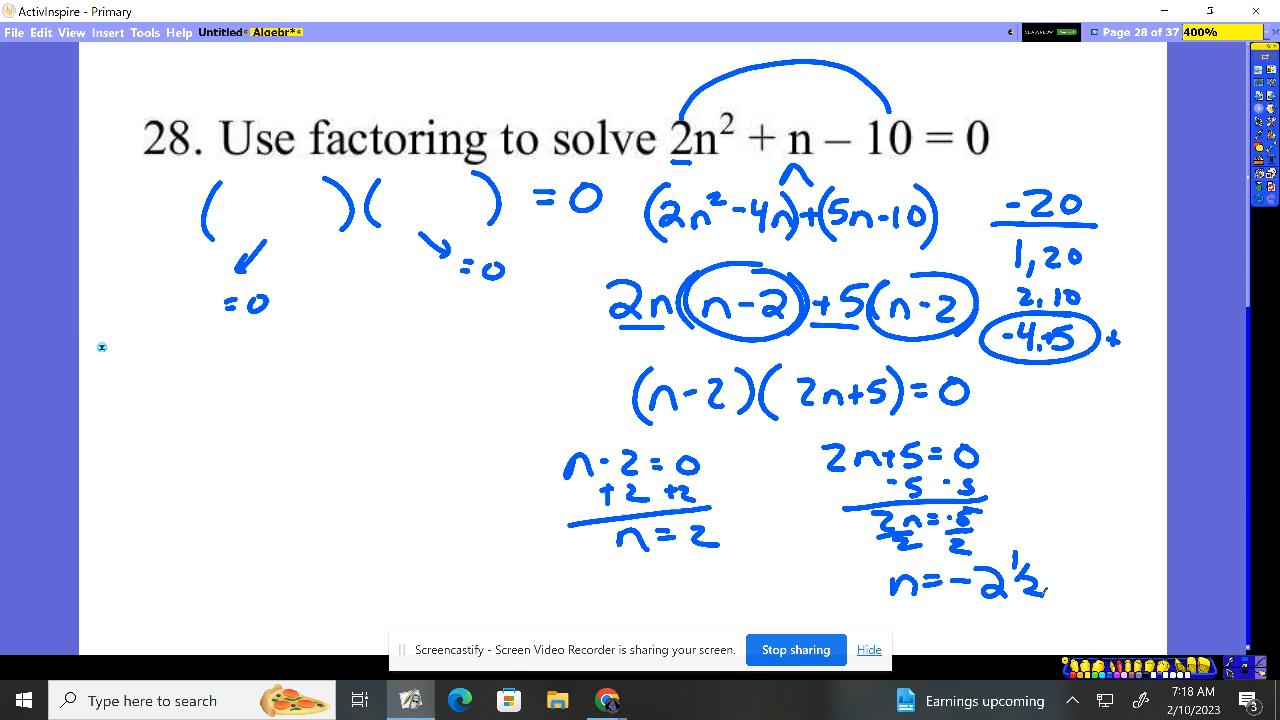 ActivInspire - Primary
File Edit View Insert Tools Help Untitled* Algebr*
Page 28 of 37 400%
28. Use factoring to solve 2n² + n – 10 = 0
( )( ) = 0
= 0
= 0
(2n² - 4n) + (5n - 10)
2n(n - 2) + 5(n - 2)
(n - 2)(2n + 5) = 0
-20
1, 20
2, 10
-4, +5 +
n - 2 = 0
+ 2 +2
n = 2
2n + 5 = 0
- 5 - 5
2n = -5
2 2
n = -2 1/2
Screencastify - Screen Video Recorder is sharing your screen. Stop sharing Hide
Type here to search
Earnings upcoming
7:18 AM
2/10/2023
3